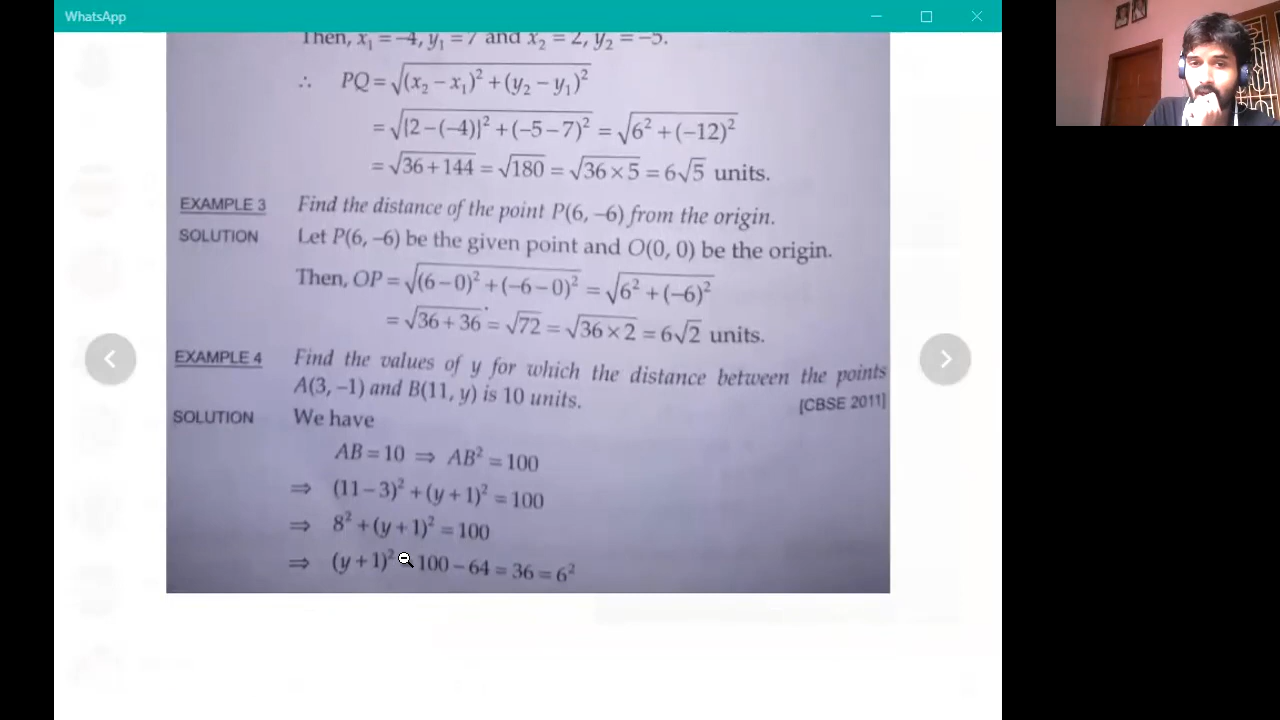 WhatsApp
Then, x₁ = –4, y₁ = 7 and x₂ = 2, y₂ = –5.
∴ PQ = √((x₂ – x₁)² + (y₂ – y₁)²)
= √({2 – (–4)}² + (–5 – 7)²) = √(6² + (–12)²)
= √(36 + 144) = √180 = √(36 × 5) = 6√5 units.
EXAMPLE 3 Find the distance of the point P(6, –6) from the origin.
SOLUTION Let P(6, –6) be the given point and O(0, 0) be the origin.
Then, OP = √((6 – 0)² + (–6 – 0)²) = √(6² + (–6)²)
= √(36 + 36) = √72 = √(36 × 2) = 6√2 units.
EXAMPLE 4 Find the values of y for which the distance between the points
A(3, –1) and B(11, y) is 10 units. [CBSE 2011]
SOLUTION We have
AB = 10 ⇒ AB² = 100
⇒ (11 – 3)² + (y + 1)² = 100
⇒ 8² + (y + 1)² = 100
⇒ (y + 1)² 100 – 64 = 36 = 6²